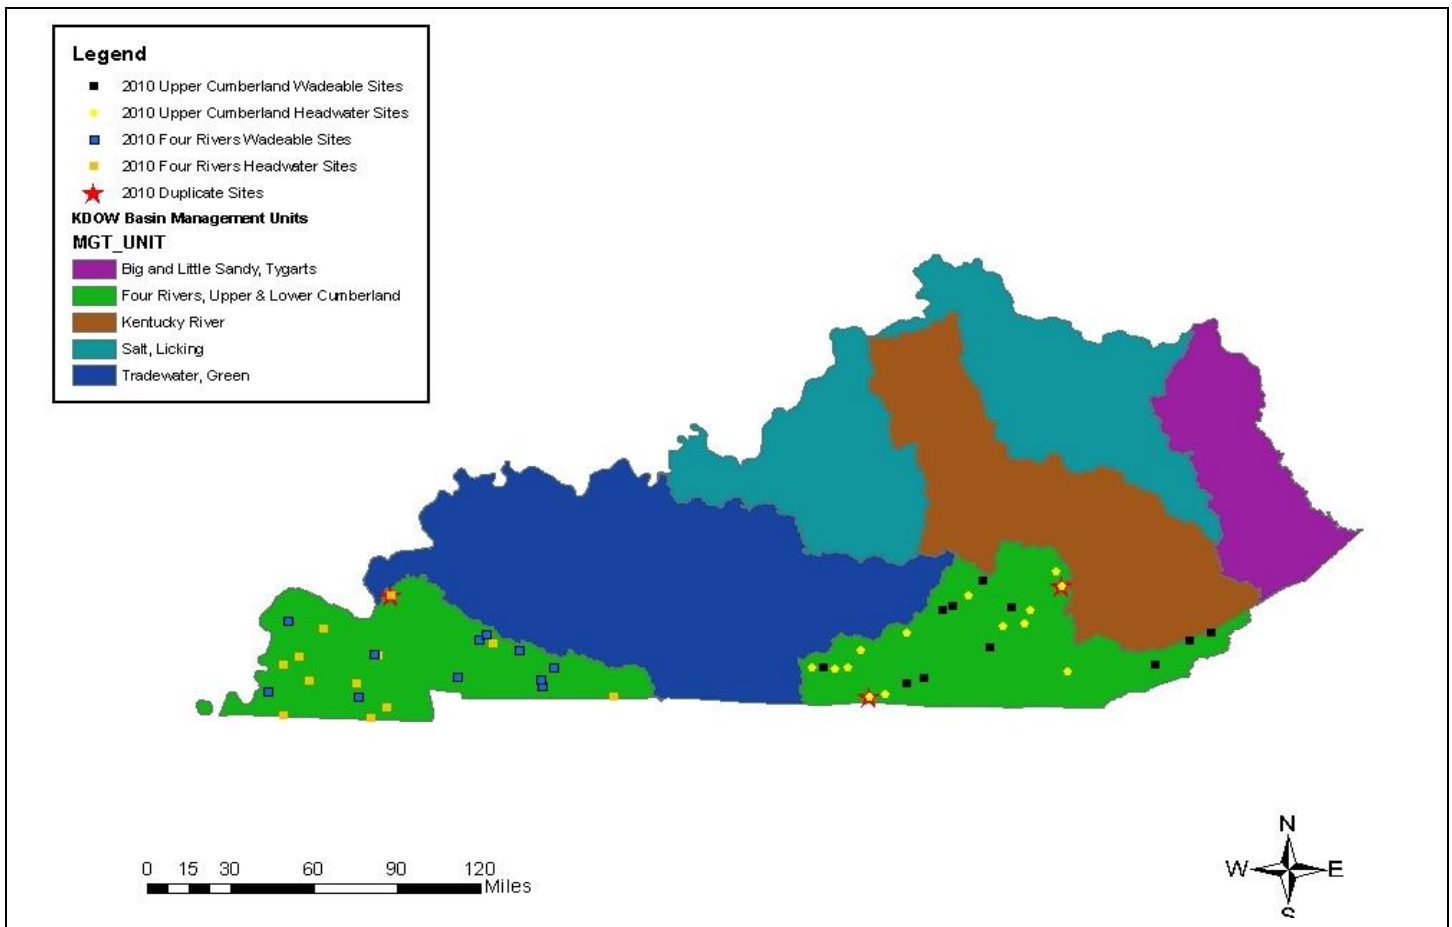 Legend
2010 Upper Cumberland Wadeable Sites
2010 Upper Cumberland Headwater Sites
2010 Four Rivers Wadeable Sites
2010 Four Rivers Headwater Sites
2010 Duplicate Sites
KDOW Basin Management Units
MGT_UNIT
Big and Little Sandy, Tygarts
Four Rivers, Upper & Lower Cumberland
Kentucky River
Salt, Licking
Tradewater, Green
0 15 30 60 90 120
Miles
N
W E
S